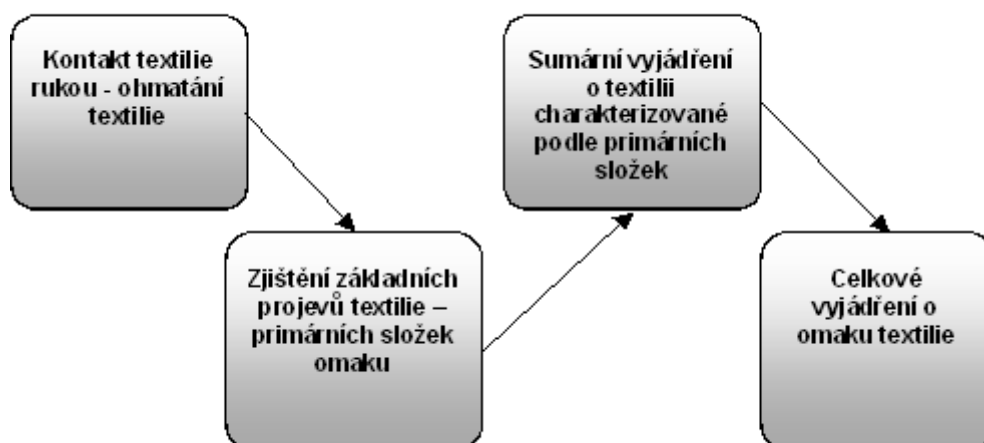 Kontakt textilie
rukou - ohmatání
textilie
Zjištění základních
projevů textilie –
primárních složek
omaku
Sumární vyjádření
o textilii
charakterizované
podle primárních
složek
Celkové
vyjádření o
omaku textilie